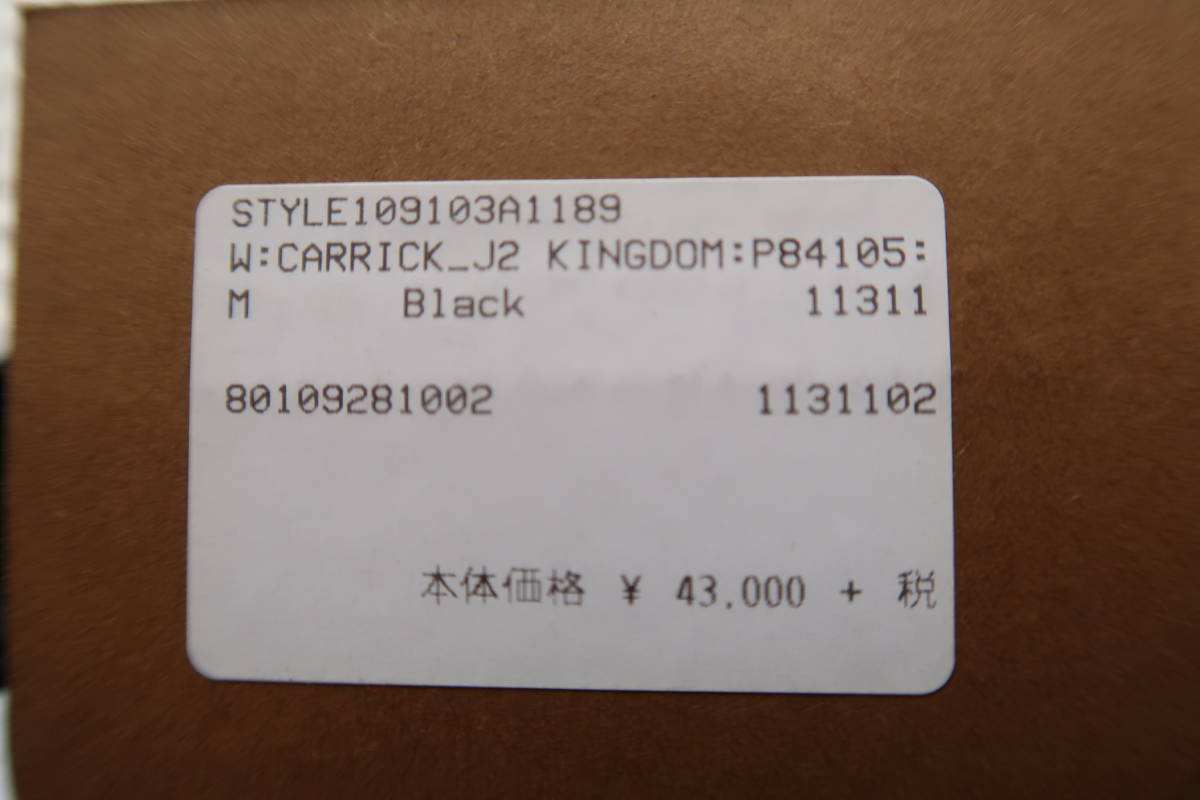 STYLE109103A1189
W:CARRICK_J2 KINGDOM:P84105:
M Black 11311
80109281002 1131102
本体価格 ¥ 43,000 + 税